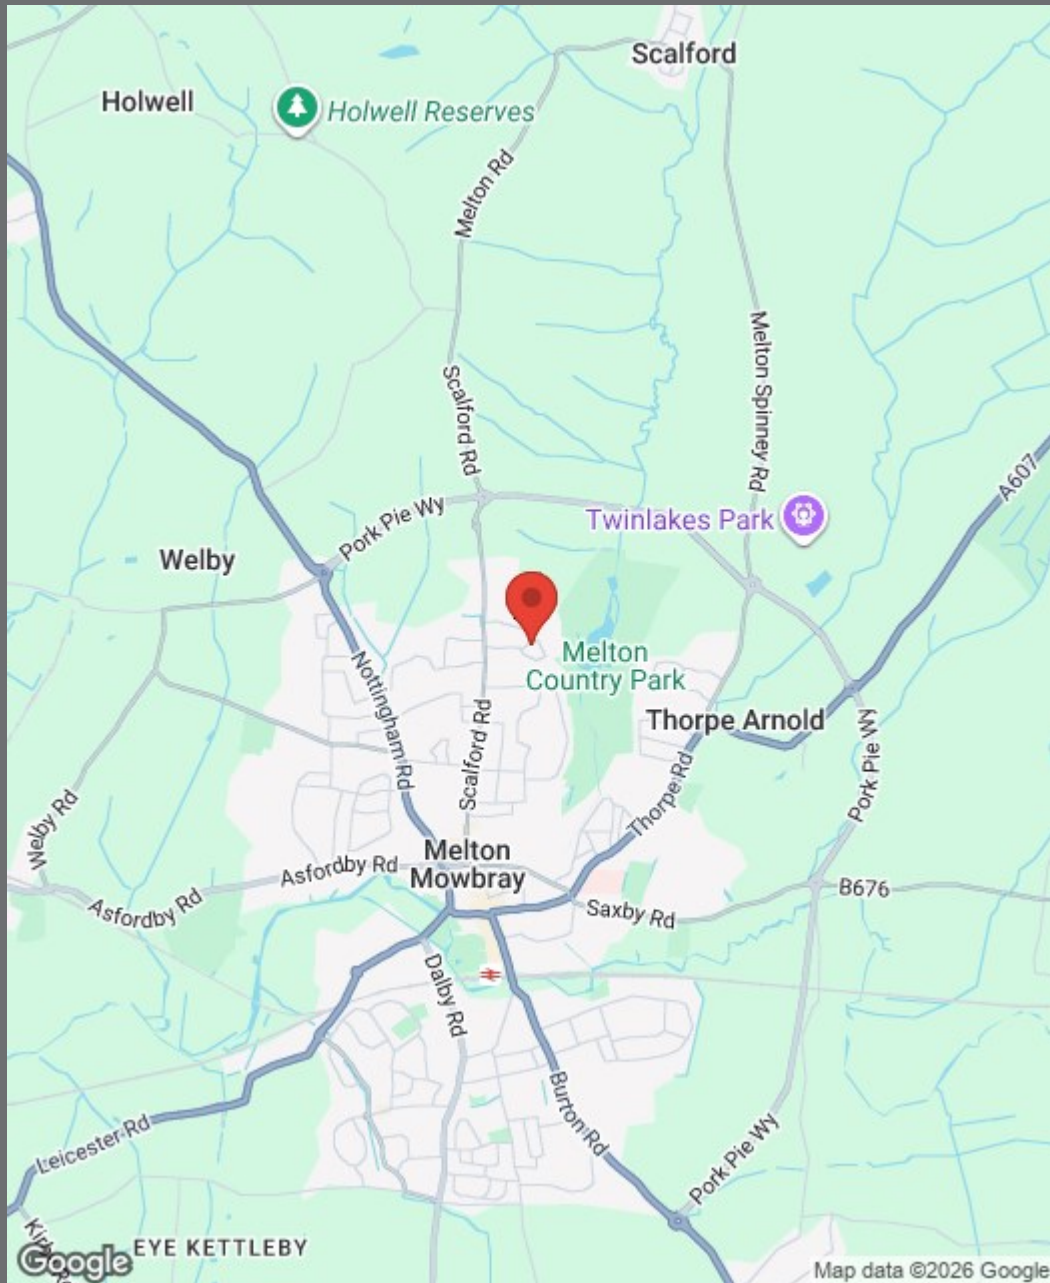 Scalford
Holwell
Holwell Reserves
Melton Rd
Melton Spinney Rd
Scalford Rd
A607
Pork Pie Wy
Twinlakes Park
Welby
Melton
Country Park
Nottingham Rd
Scalford Rd
Thorpe Arnold
Pork Pie Wy
Thorpe Rd
Welby Rd
Melton
Mowbray
Asfordby Rd
Asfordby Rd
B676
Saxby Rd
Dalby Rd
Burton Rd
Leicester Rd
Pork Pie Wy
EYE KETTLEBY
Google
Map data ©2026 Google